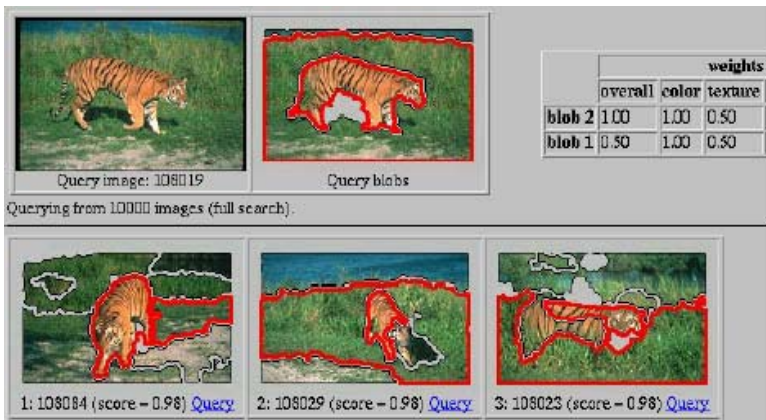 weights
overall color texture
blob 2 1.00 1.00 0.50
blob 1 0.50 1.00 0.50
Query image: 108019
Query blobs
Querying from 10000 images (full search).
1: 108084 (score = 0.98) Query
2: 108029 (score = 0.98) Query
3: 108023 (score = 0.98) Query